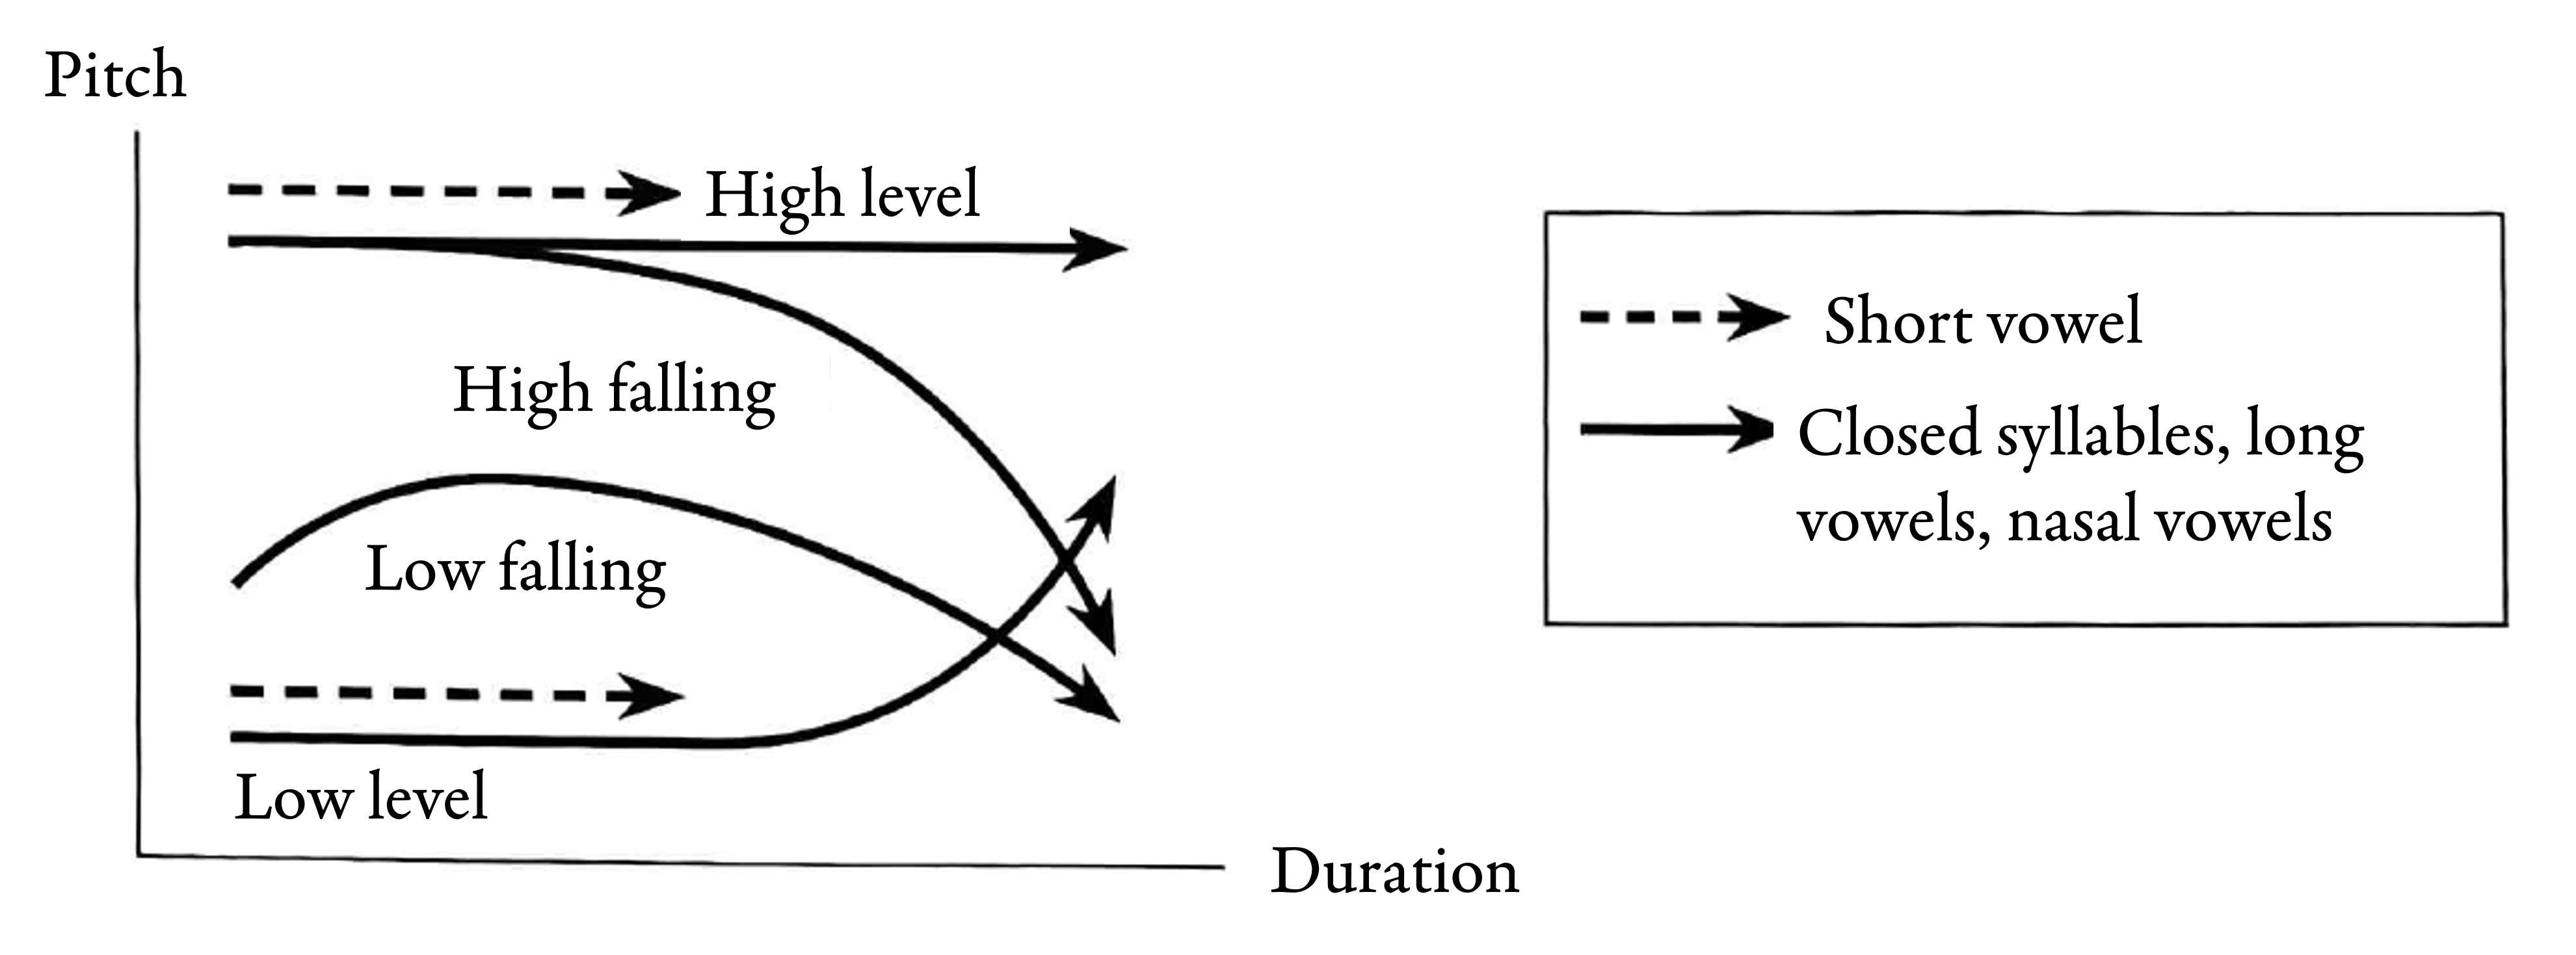 Pitch
High level
High falling
Low falling
Low level
Duration
Short vowel
Closed syllables, long
vowels, nasal vowels